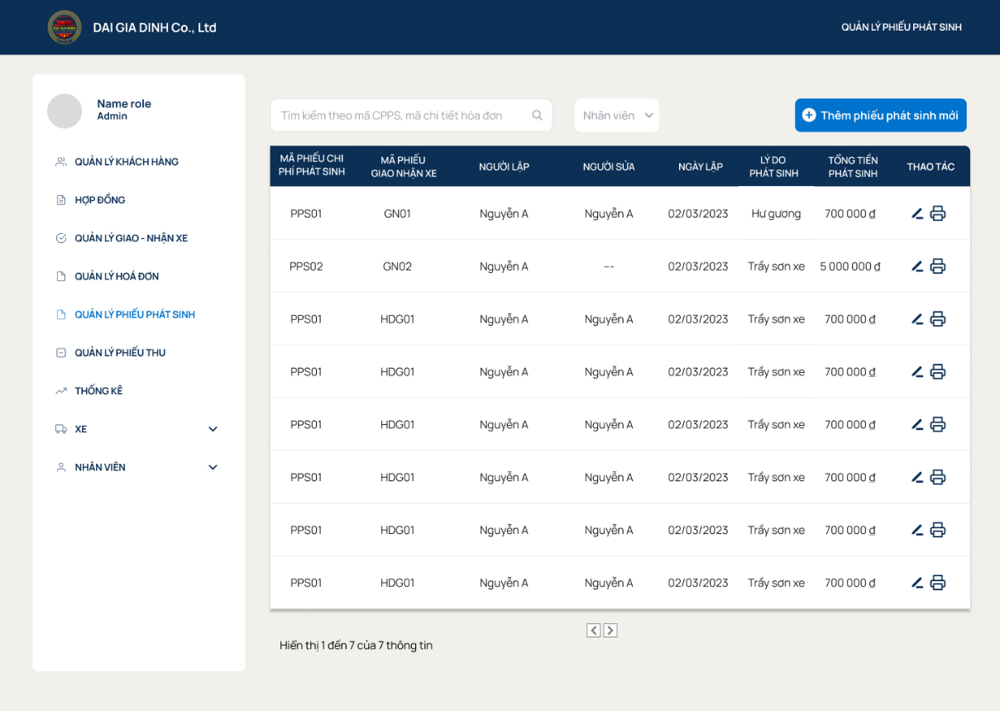 DAI GIA DINH
DAI GIA DINH Co., Ltd
QUẢN LÝ PHIẾU PHÁT SINH
Name role
Admin
QUẢN LÝ KHÁCH HÀNG
HỢP ĐỒNG
QUẢN LÝ GIAO - NHẬN XE
QUẢN LÝ HOÁ ĐƠN
QUẢN LÝ PHIẾU PHÁT SINH
QUẢN LÝ PHIẾU THU
THỐNG KÊ
XE
NHÂN VIÊN
Tìm kiếm theo mã CPPS, mã chi tiết hóa đơn
Nhân viên
Thêm phiếu phát sinh mới
MÃ PHIẾU CHI
PHÍ PHÁT SINH
MÃ PHIẾU
GIAO NHẬN XE
NGƯỜI LẬP
NGƯỜI SỬA
NGÀY LẬP
LÝ DO
PHÁT SINH
TỔNG TIỀN
PHÁT SINH
THAO TÁC
PPS01 GN01 Nguyễn A Nguyễn A 02/03/2023 Hư gương 700 000 ₫
PPS02 GN02 Nguyễn A -- 02/03/2023 Trầy sơn xe 5 000 000 ₫
PPS01 HDG01 Nguyễn A Nguyễn A 02/03/2023 Trầy sơn xe 700 000 ₫
PPS01 HDG01 Nguyễn A Nguyễn A 02/03/2023 Trầy sơn xe 700 000 ₫
PPS01 HDG01 Nguyễn A Nguyễn A 02/03/2023 Trầy sơn xe 700 000 ₫
PPS01 HDG01 Nguyễn A Nguyễn A 02/03/2023 Trầy sơn xe 700 000 ₫
PPS01 HDG01 Nguyễn A Nguyễn A 02/03/2023 Trầy sơn xe 700 000 ₫
PPS01 HDG01 Nguyễn A Nguyễn A 02/03/2023 Trầy sơn xe 700 000 ₫
Hiển thị 1 đến 7 của 7 thông tin